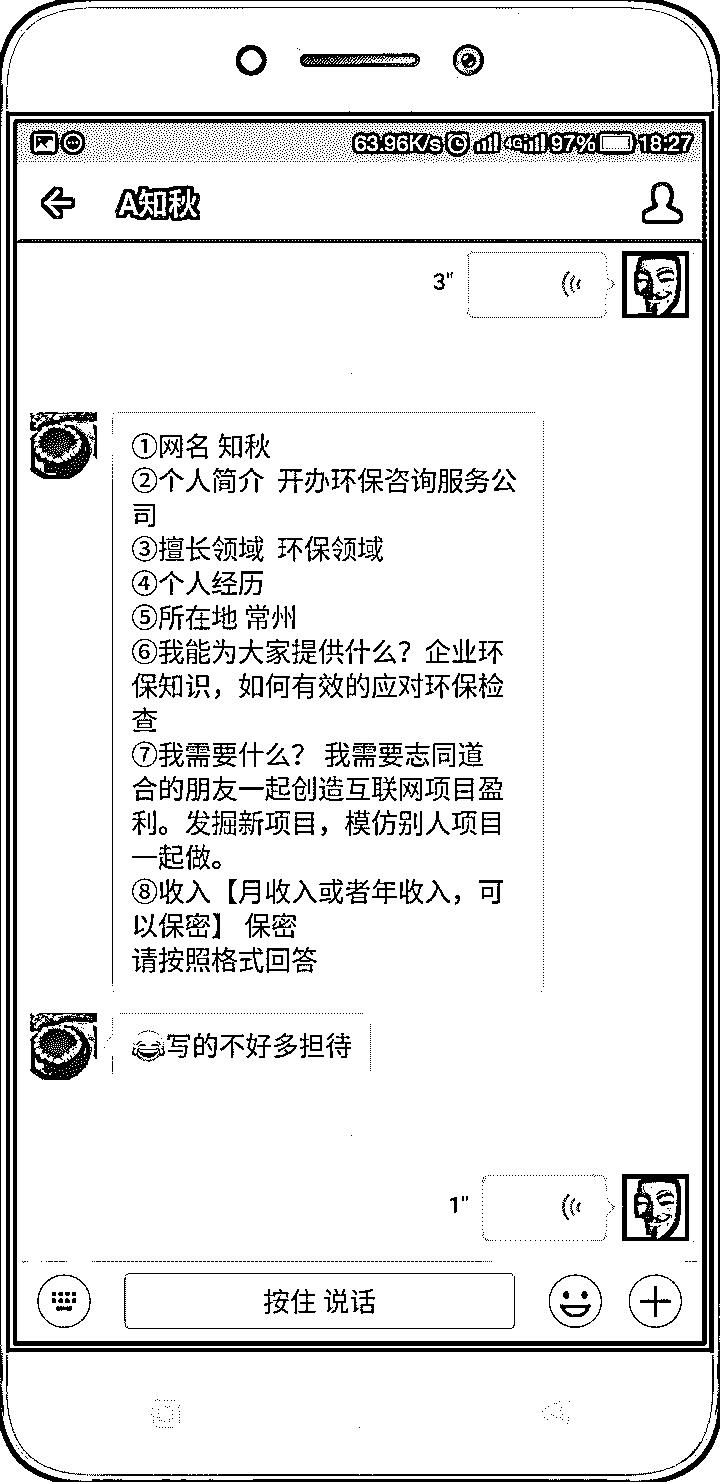 63.96K/s 4G 97% 18:27
A知秋
3"
①网名 知秋
②个人简介 开办环保咨询服务公
司
③擅长领域 环保领域
④个人经历
⑤所在地 常州
⑥我能为大家提供什么？企业环
保知识，如何有效的应对环保检
查
⑦我需要什么？ 我需要志同道
合的朋友一起创造互联网项目盈
利。发掘新项目，模仿别人项目
一起做。
⑧收入【月收入或者年收入，可
以保密】 保密
请按照格式回答
😂写的不好多担待
1"
按住 说话